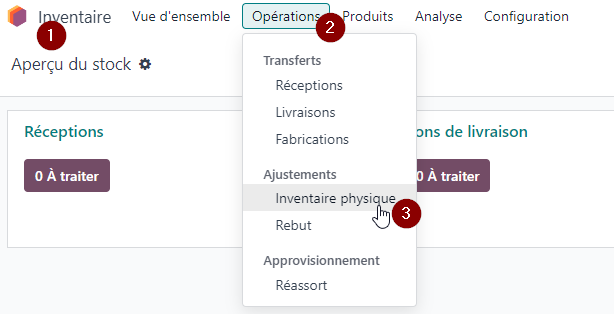 Inventaire Vue d'ensemble Opérations Produits Analyse Configuration
1 2
Aperçu du stock
Transferts
Réceptions
Livraisons
Fabrications
Réceptions
ons de livraison
0 À traiter
0 À traiter
Ajustements
Inventaire physique
3
Rebut
Approvisionnement
Réassort